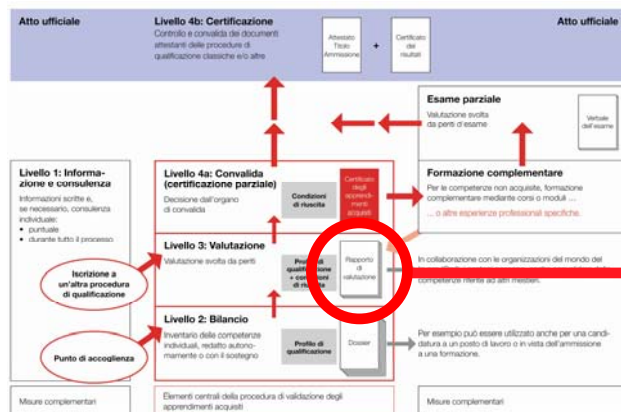 Atto ufficiale
Livello 4b: Certificazione
Controllo e convalida dei documenti
attestanti delle procedure di
qualificazione classiche e/o altre
Attestato
Titolo
Ammissione
+
Certificato
dei
risultati
Atto ufficiale
Esame parziale
Valutazione svolta
da periti d'esame
Verbale
dell'esame
Livello 1: Informa-
zione e consulenza
Informazioni scritte e,
se necessario, consulenza
individuale:
• puntuale
• durante tutto il processo
Livello 4a: Convalida
(certificazione parziale)
Decisione dall'organo
di convalida
Condizioni
di riuscita
Certificato
degli
apprendi-
menti
acquisiti
Formazione complementare
Per le competenze non acquisite, formazione
complementare mediante corsi o moduli ...
... o altre esperienze professionali specifiche.
Iscrizione a
un'altra procedura
di qualificazione
Livello 3: Valutazione
Valutazione svolta da periti
Profilo di
qualificazione
+ condizioni
di riuscita
Rapporto
di
valutazione
In collaborazione con le organizzazioni del mondo del
competenze riferite ad altri mestieri.
Punto di accoglienza
Livello 2: Bilancio
Inventario delle competenze
individuali, redatto autono-
mamente o con il sostegno
Profilo di
qualificazione
Dossier
Per esempio può essere utilizzato anche per una candi-
datura a un posto di lavoro o in vista dell'ammissione
a una formazione.
Misure complementari
Elementi centrali della procedura di validazione degli
apprendimenti acquisiti
Misure complementari